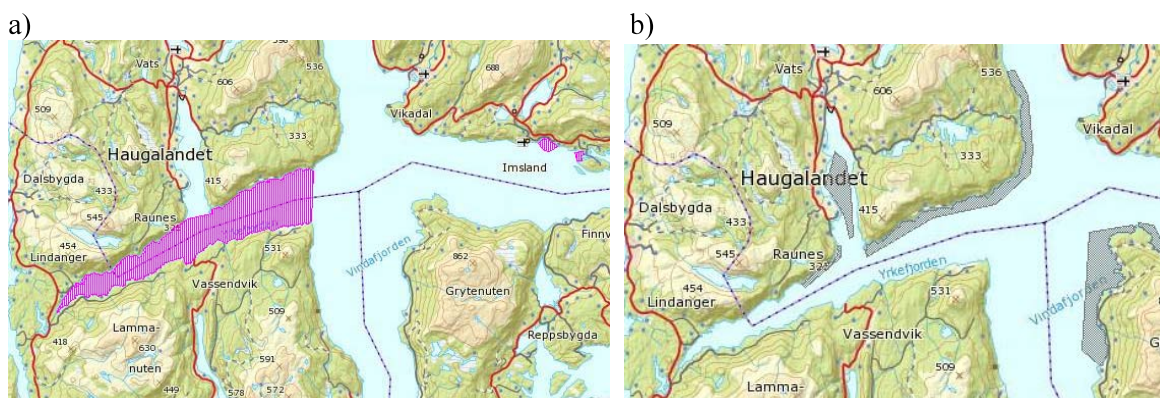 a)
b)
598
Vats
606
536
509
688
Vikadal
333
Haugalandet
Imsland
Dalsbygda
415
433
Raunes
545
325
454
531
Lindanger
Vindafjorden
862
Vassendvik
Grytenuten
Finnv
509
Lamma-
418
630
nuten
591
Reppsbygda
449
578
572
536
Vats
606
Vikadal
509
333
Haugalandet
Dalsbygda
415
433
Raunes
545
325
Yrkefjorden
454
531
Lindanger
Vindafjorden
Vassendvik
G
509
Lamma-